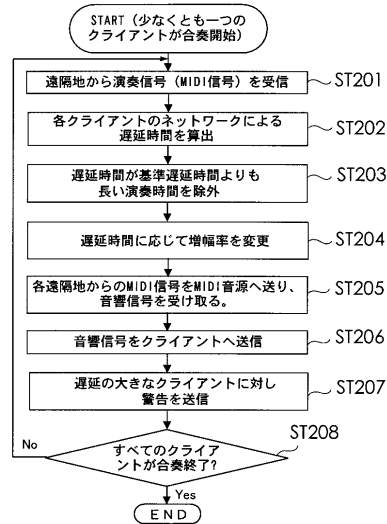 START（少なくとも一つの
クライアントが合奏開始）
遠隔地から演奏信号（MIDI信号）を受信
ST201
各クライアントのネットワークによる
遅延時間を算出
ST202
遅延時間が基準遅延時間よりも
長い演奏時間を除外
ST203
遅延時間に応じて増幅率を変更
ST204
各遠隔地からのMIDI信号をMIDI音源へ送り、
音響信号を受け取る。
ST205
音響信号をクライアントへ送信
ST206
遅延の大きなクライアントに対し
警告を送信
ST207
すべてのクライア
ントが合奏終了?
ST208
No
Yes
END